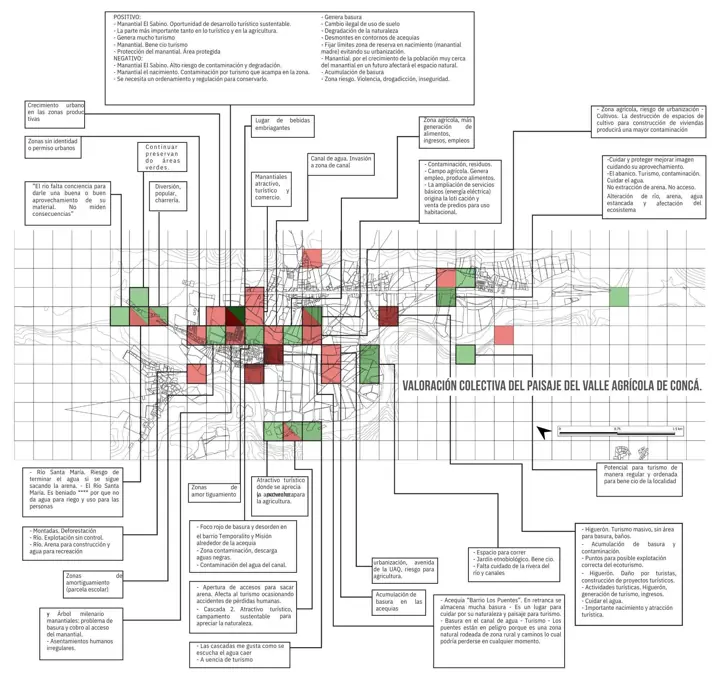 POSITIVO:
- Manantial El Sabino. Oportunidad de desarrollo turístico sustentable.
- La parte más importante tanto en lo turístico y en la agricultura.
- Genera mucho turismo
- Manantial. Bene cio turismo
- Protección del manantial. Área protegida
NEGATIVO:
- Manantial El Sabino. Alto riesgo de contaminación y degradación.
- Manantial el nacimiento. Contaminación por turismo que acampa en la zona.
- Se necesita un ordenamiento y regulación para conservarlo.
- Genera basura
- Cambio ilegal de uso de suelo
- Degradación de la naturaleza
- Desmontes en contornos de acequias
- Fijar límites zona de reserva en nacimiento (manantial
madre) evitando su urbanización.
- Manantial: por el crecimiento de la población muy cerca
del manantial en un futuro afectará el espacio natural.
- Acumulación de basura
- Zona riesgo. Violencia, drogadicción, inseguridad.
Crecimiento urbano
en las zonas produc
tivas
Zonas sin identidad
o permiso urbanos
Continuar
preservan
do áreas
verdes.
"El río falta conciencia para
darle una buena o buen
aprovechamiento de su
material. No miden
consecuencias"
Diversión,
popular,
charrería.
Lugar de bebidas
embriagantes
Canal de agua. Invasión
a zona de canal
Manantiales
atractivo,
turístico y
comercio.
Zona agrícola, más
generación de
alimentos,
ingresos, empleos
- Contaminación, residuos.
- Campo agrícola. Genera
empleo, produce alimentos.
- La ampliación de servicios
básicos (energía eléctrica)
origina la loti cación y
venta de predios para uso
habitacional.
- Zona agrícola, riesgo de urbanización -
Cultivos: La destrucción de espacios de
cultivo para construcción de viviendas
producirá una mayor contaminación
-Cuidar y proteger mejorar imagen
cuidando su aprovechamiento.
-El abanico. Turismo, contaminación.
Cuidar el agua.
No extracción de arena. No acceso.
Alteración de río, arena, agua
estancada y afectación del
ecosistema
VALORACIÓN COLECTIVA DEL PAISAJE DEL VALLE AGRÍCOLA DE CONCÁ.
0 0,75 1.5 km
- Río Santa María, Riesgo de
terminar el agua si se sigue
sacando la arena. - El Río Santa
María. Es beniado **** por que no
da agua para riego y uso para las
personas
- Montadas, Deforestación
- Río. Explotación sin control.
- Río, Arena para construcción y
agua para recreación
Zonas de
amortiguamiento
(parcela escolar)
y Árbol milenario
manantiales: problema de
basura y cobro al acceso
del manantial.
- Asentamientos humanos
irregulares.
Zonas de
amor tiguamiento
Atractivo turístico
donde se aprecia
la agricultura.
- Foco rojo de basura y desorden en
el barrio Temporalito y Misión
alrededor de la acequia
- Zona contaminación, descarga
aguas negras.
- Contaminación del agua del canal.
- Apertura de accesos para sacar
arena. Afecta al turismo ocasionando
accidentes de pérdidas humanas.
- Cascada 2. Atractivo turístico,
campamento sustentable para
apreciar la naturaleza.
- Las cascadas me gusta como se
escucha el agua caer
- A sencia de turismo
urbanización, avenida
de la UAQ, riesgo para
agricultura.
Acumulación de
basura en las
acequias
- Espacio para correr
- Jardín etnobiológico. Bene cio.
- Falta cuidado de la rivera del
río y canales
- Acequia "Barrio Los Puentes". En retranca se
almacena mucha basura - Es un lugar para
cuidar por su naturaleza y paisaje para turismo.
- Basura en el canal de agua - Turismo - Los
puentes están en peligro porque es una zona
natural rodeada de zona rural y caminos lo cual
podría perderse en cualquier momento.
Potencial para turismo de
manera regular y ordenada
para bene cio de la localidad
- Higuerón. Turismo masivo, sin área
para basura, baños.
- Acumulación de basura y
contaminación.
- Puntos para posible explotación
correcta del ecoturismo.
- Higuerón. Daño por turistas,
construcción de proyectos turísticos.
- Actividades turísticas. Higuerón,
generación de turismo, ingresos.
- Cuidar el agua.
- Importante nacimiento y atracción
turística.